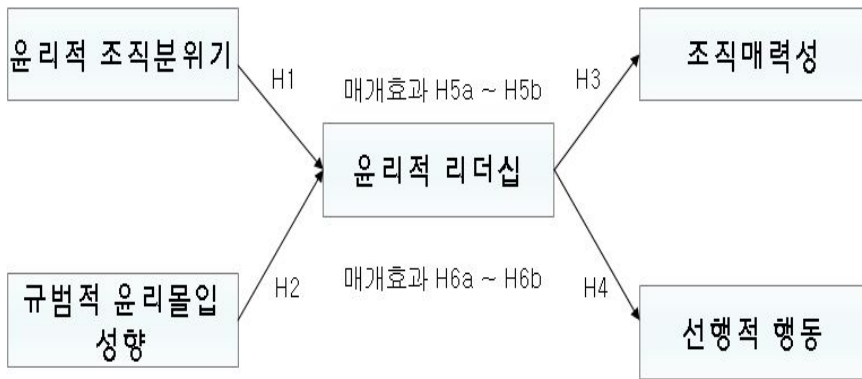 윤리적 조직분위기
조직매력성
H1
매개효과 H5a ~ H5b
H3
윤리적 리더십
매개효과 H6a ~ H6b
H2
H4
규범적 윤리몰입
성향
선행적 행동